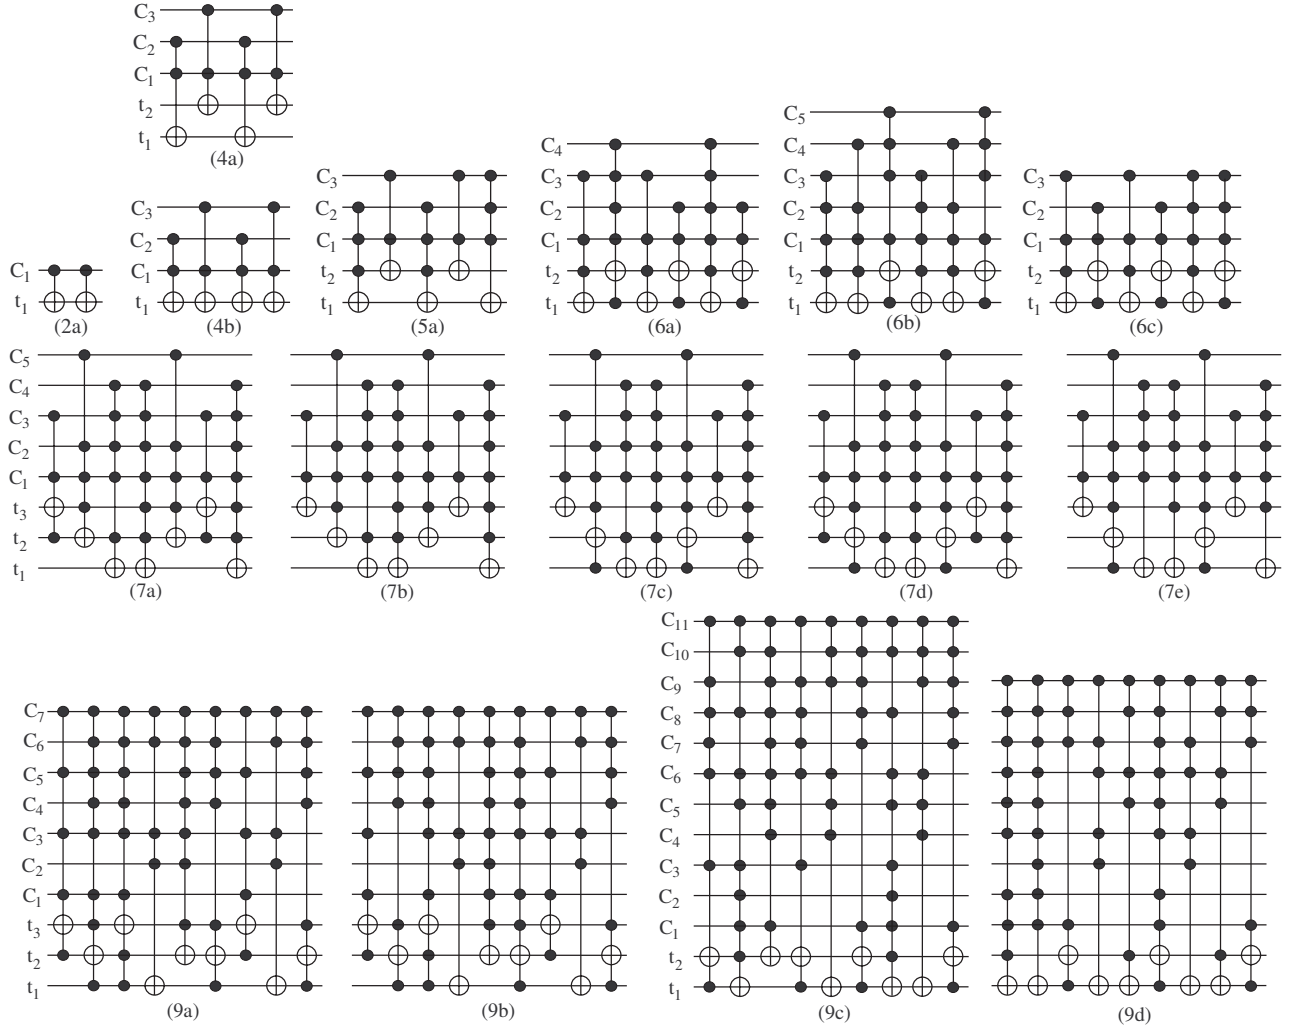 C3
C2
C1
t2
t1
(4a)
C3
C2
C1
t1
(4b)
C1
t1
(2a)
C3
C2
C1
t2
t1
(5a)
C4
C3
C2
C1
t2
t1
(6a)
C5
C4
C3
C2
C1
t2
t1
(6b)
C3
C2
C1
t2
t1
(6c)
C5
C4
C3
C2
C1
t3
t2
t1
(7a) (7b) (7c) (7d) (7e)
C7
C6
C5
C4
C3
C2
C1
t3
t2
t1
(9a) (9b)
C11
C10
C9
C8
C7
C6
C5
C4
C3
C2
C1
t2
t1
(9c) (9d)